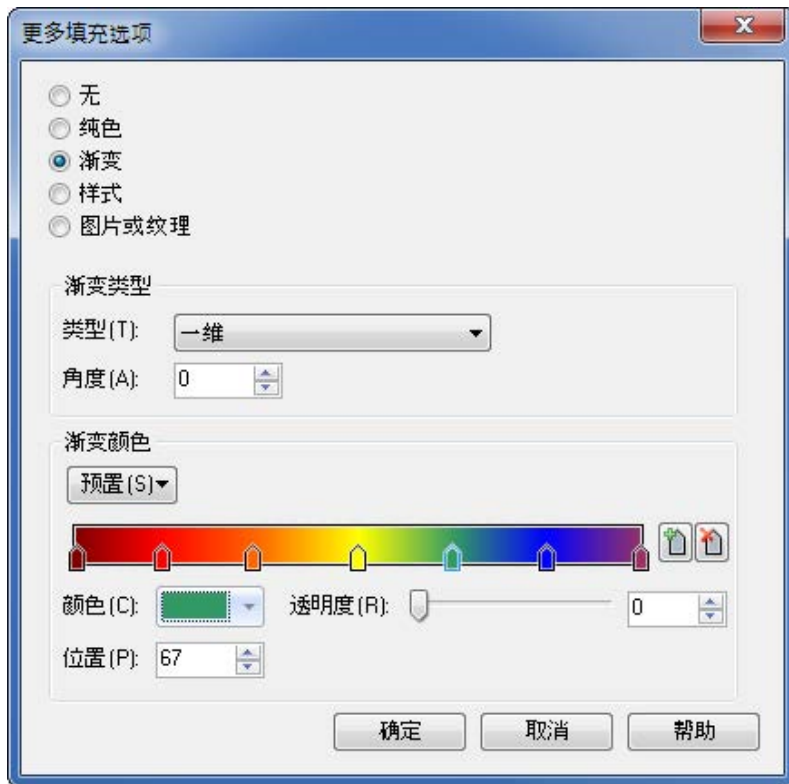 更多填充选项
无
纯色
渐变
样式
图片或纹理
渐变类型
类型(T): 一维
角度(A): 0
渐变颜色
预置(S)
颜色(C): 透明度(R): 0
位置(P): 67
确定 取消 帮助